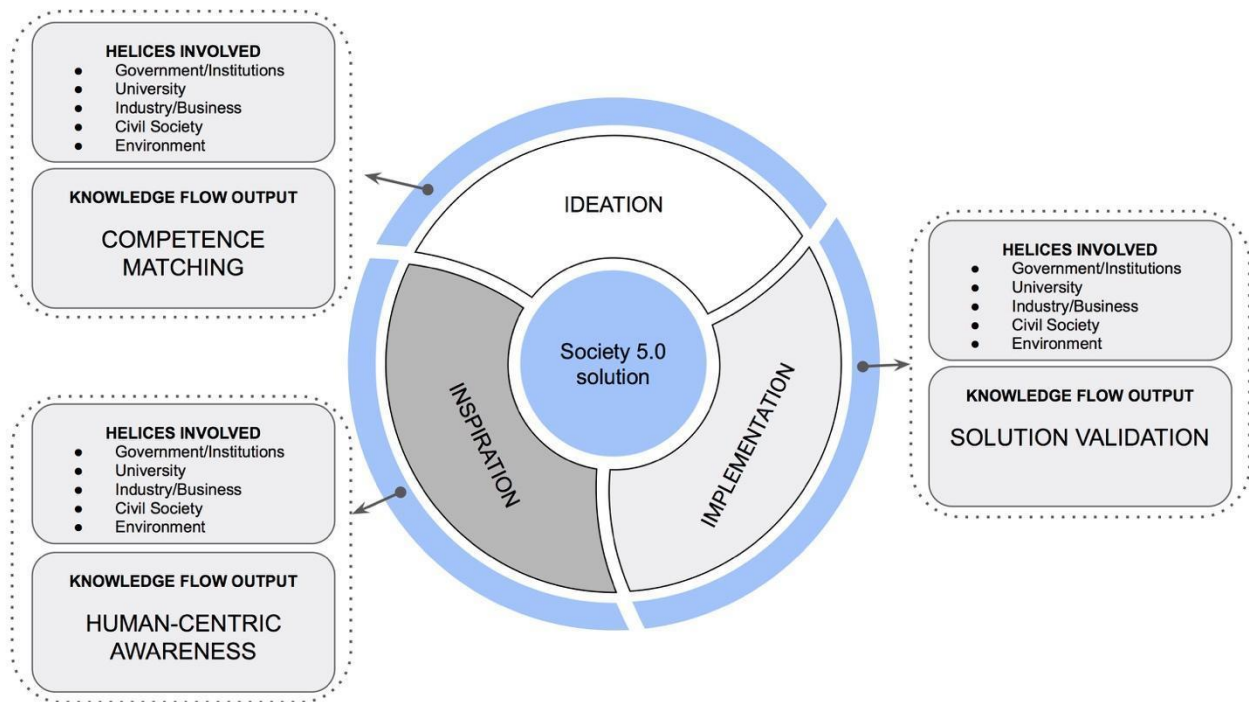 HELICES INVOLVED
● Government/Institutions
● University
● Industry/Business
● Civil Society
● Environment
KNOWLEDGE FLOW OUTPUT
COMPETENCE
MATCHING
IDEATION
Society 5.0
solution
INSPIRATION
IMPLEMENTATION
HELICES INVOLVED
● Government/Institutions
● University
● Industry/Business
● Civil Society
● Environment
KNOWLEDGE FLOW OUTPUT
SOLUTION VALIDATION
HELICES INVOLVED
● Government/Institutions
● University
● Industry/Business
● Civil Society
● Environment
KNOWLEDGE FLOW OUTPUT
HUMAN-CENTRIC
AWARENESS